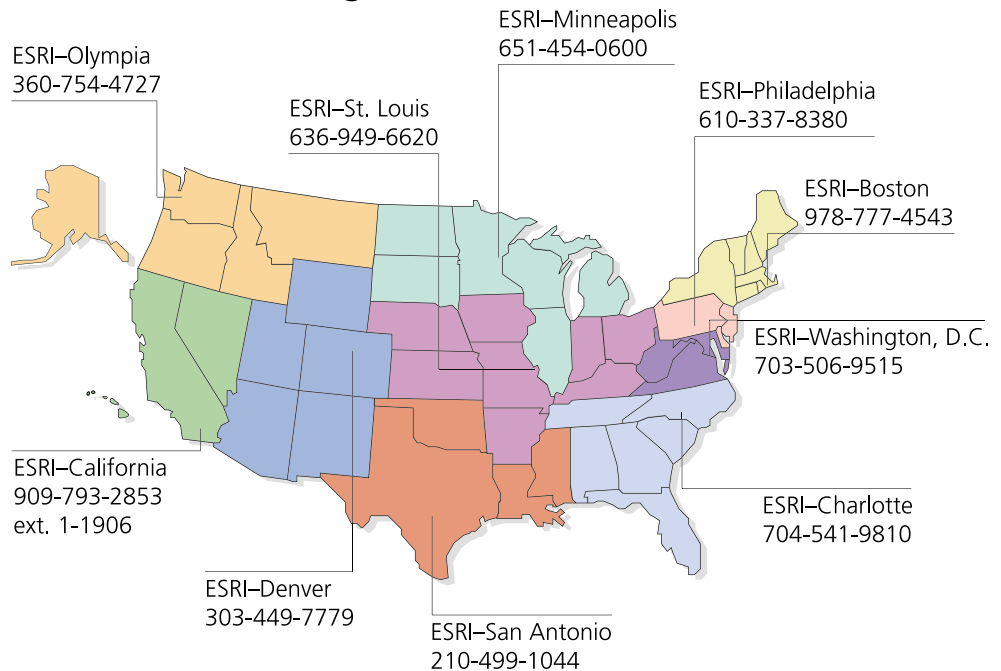 ESRI–Minneapolis
651-454-0600
ESRI–Olympia
360-754-4727
ESRI–St. Louis
636-949-6620
ESRI–Philadelphia
610-337-8380
ESRI–Boston
978-777-4543
ESRI–Washington, D.C.
703-506-9515
ESRI–California
909-793-2853
ext. 1-1906
ESRI–Charlotte
704-541-9810
ESRI–Denver
303-449-7779
ESRI–San Antonio
210-499-1044